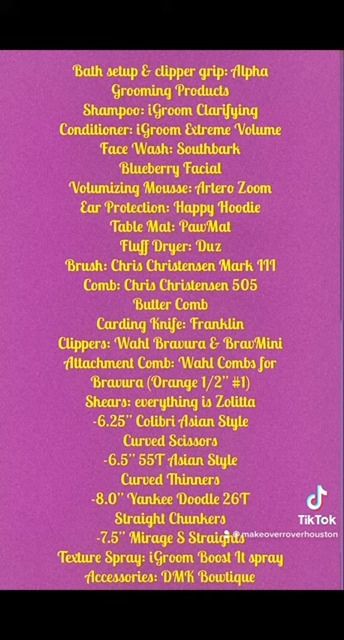 Bath setup & clipper grip: Alpha
Grooming Products
Shampoo: iGroom Clarifying
Conditioner: iGroom Extreme Volume
Face Wash: Southbark
Blueberry Facial
Volumizing Mousse: Artero Zoom
Ear Protection: Happy Hoodie
Table Mat: PawMat
Fluff Dryer: Duz
Brush: Chris Christensen Mark III
Comb: Chris Christensen 505
Butter Comb
Carding Knife: Franklin
Clippers: Wahl Bravura & BravMini
Attachment Comb: Wahl Combs for
Bravura (Orange 1/2" #1)
Shears: everything is Zolitta
-6.25" Colibri Asian Style
Curved Scissors
-6.5" 55T Asian Style
Curved Thinners
-8.0" Yankee Doodle 26T
Straight Chunkers
-7.5" Mirage S Straights
Texture Spray: iGroom Boost It spray
Accessories: DMK Bowtique
TikTok
@makeoverroverhouston